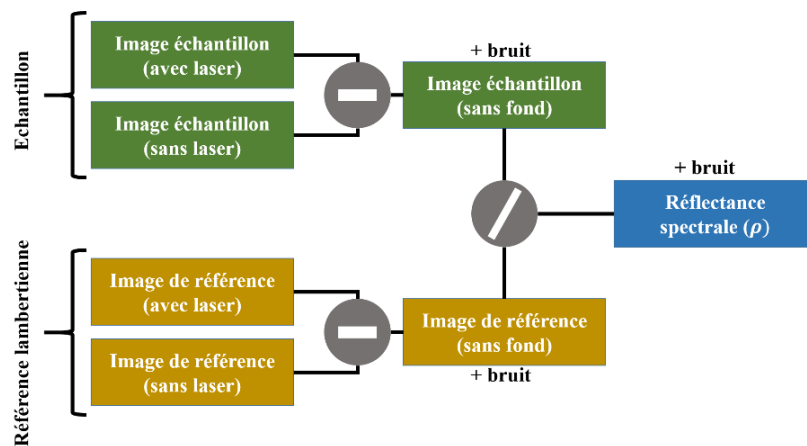 Echantillon
Image échantillon
(avec laser)
Image échantillon
(sans laser)
+ bruit
Image échantillon
(sans fond)
+ bruit
Réflectance
spectrale (ρ)
Référence lambertienne
Image de référence
(avec laser)
Image de référence
(sans laser)
Image de référence
(sans fond)
+ bruit